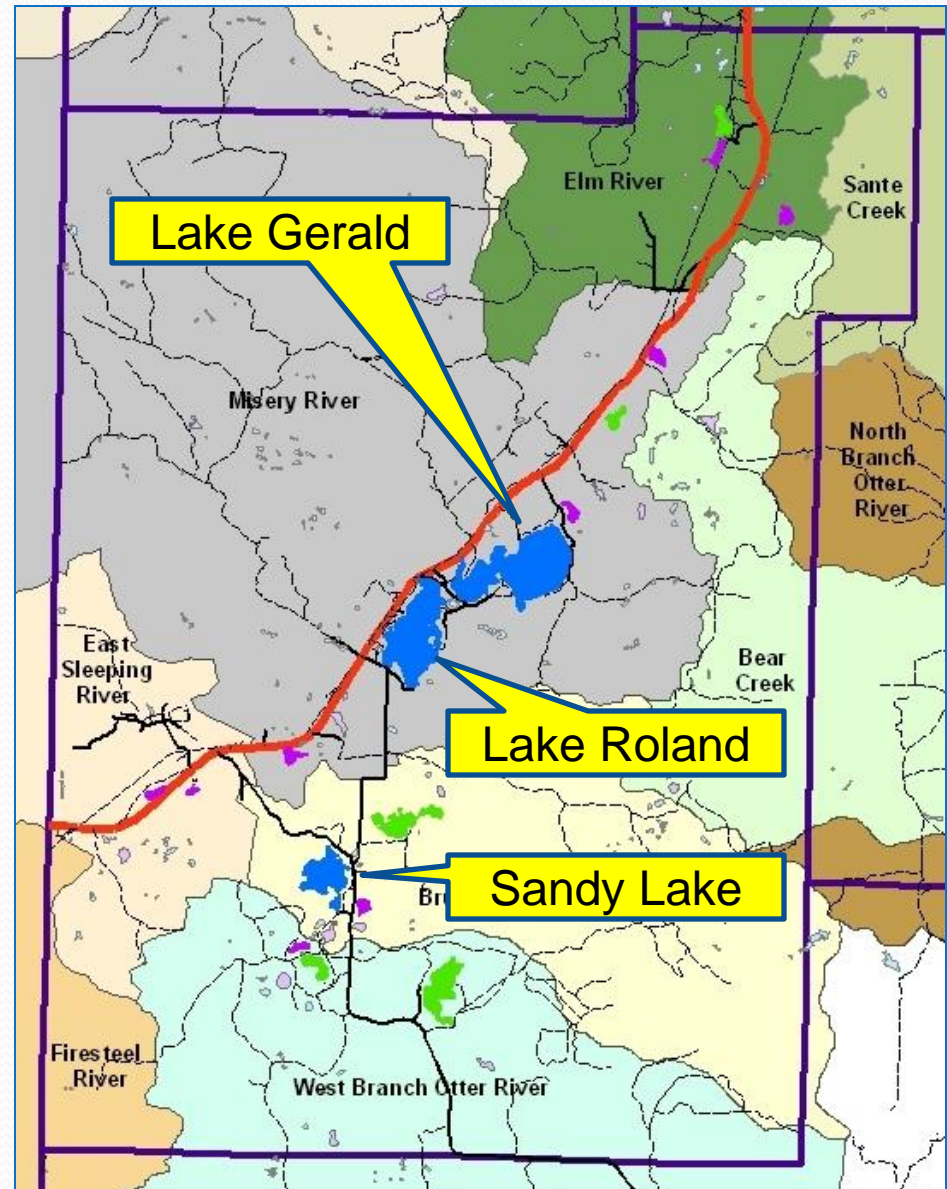 Elm River
Sante
Creek
Lake Gerald
Misery River
North
Branch
Otter
River
East
Sleeping
River
Bear
Creek
Lake Roland
Sandy Lake
Firesteel
River
West Branch Otter River